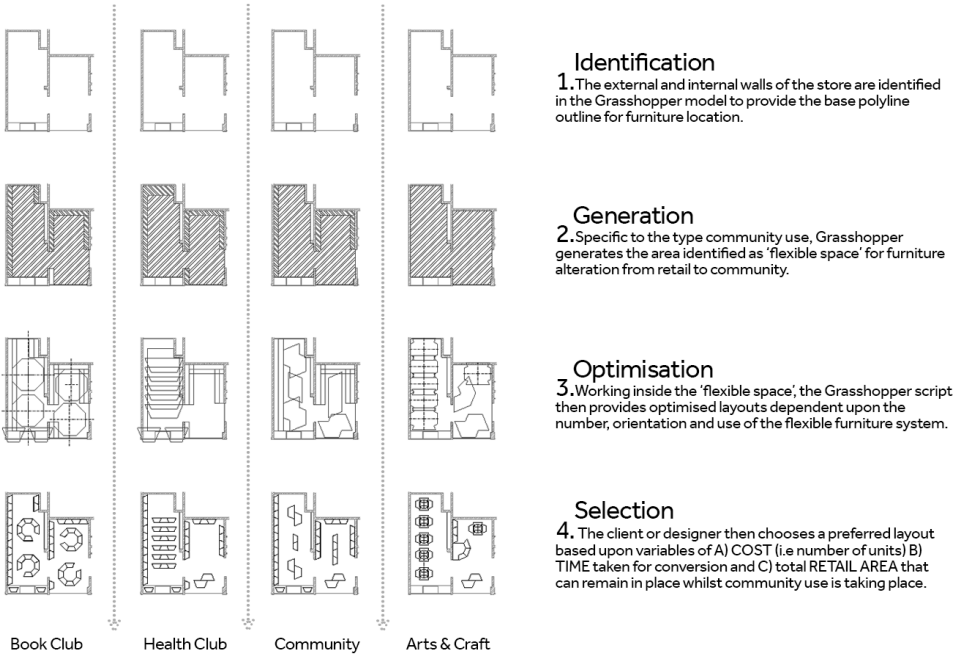 Identification
1.The external and internal walls of the store are identified
in the Grasshopper model to provide the base polyline
outline for furniture location.
Generation
2.Specific to the type community use, Grasshopper
generates the area identified as ‘flexible space’ for furniture
alteration from retail to community.
Optimisation
3.Working inside the ‘flexible space’, the Grasshopper script
then provides optimised layouts dependent upon the
number, orientation and use of the flexible furniture system.
Selection
4. The client or designer then chooses a preferred layout
based upon variables of A) COST (i.e number of units) B)
TIME taken for conversion and C) total RETAIL AREA that
can remain in place whilst community use is taking place.
Book Club
Health Club
Community
Arts & Craft